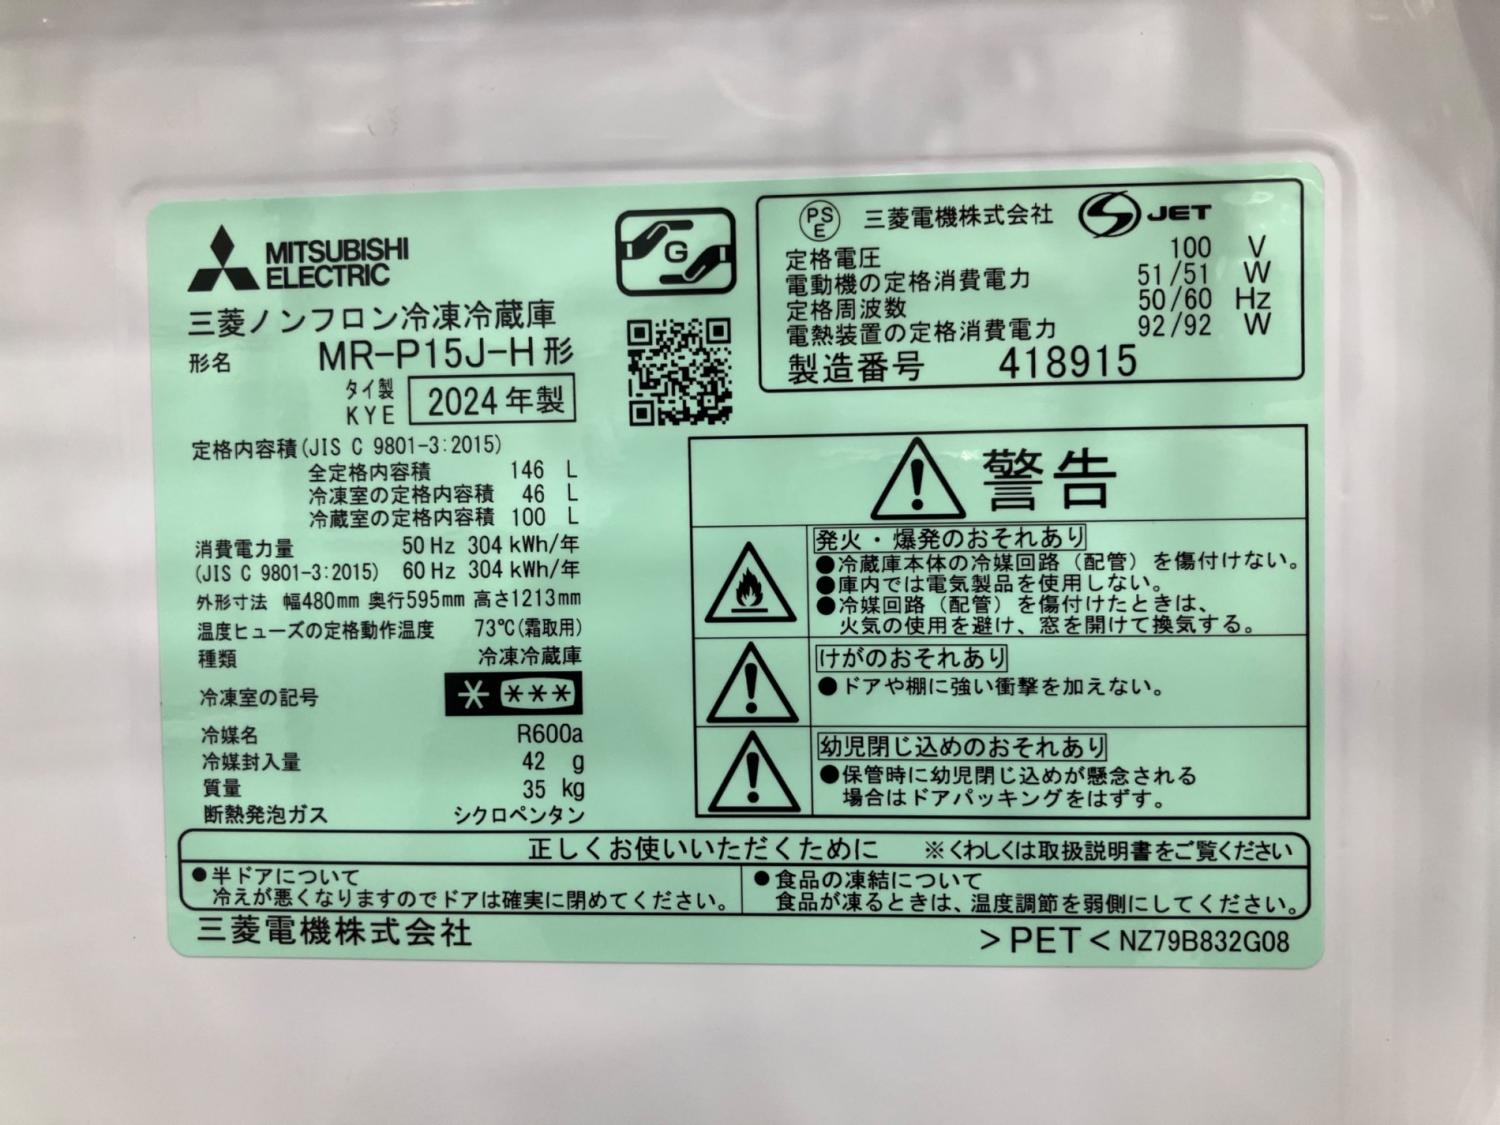 MITSUBISHI
ELECTRIC
三菱ノンフロン冷凍冷蔵庫
形名 MR-P15J-H形
タイ製
KYE
2024年製
G
定格内容積(JIS C 9801-3:2015)
全定格内容積 146 L
冷凍室の定格内容積 46 L
冷蔵室の定格内容積 100 L
消費電力量 50Hz 304kWh/年
(JIS C 9801-3:2015) 60Hz 304kWh/年
外形寸法 幅480mm 奥行595mm 高さ1213mm
温度ヒューズの定格動作温度 73℃(霜取用)
種類 冷凍冷蔵庫
冷凍室の記号 * ***
冷媒名 R600a
冷媒封入量 42 g
質量 35 kg
断熱発泡ガス シクロペンタン
PS
E
三菱電機株式会社 JET
定格電圧 100 V
電動機の定格消費電力 51/51 W
定格周波数 50/60 Hz
電熱装置の定格消費電力 92/92 W
製造番号 418915
警告
発火・爆発のおそれあり
●冷蔵庫本体の冷媒回路(配管)を傷付けない。
●庫内では電気製品を使用しない。
●冷媒回路(配管)を傷付けたときは、
火気の使用を避け、窓を開けて換気する。
けがのおそれあり
●ドアや棚に強い衝撃を加えない。
幼児閉じ込めのおそれあり
●保管時に幼児閉じ込めが懸念される
場合はドアパッキングをはずす。
正しくお使いいただくために ※くわしくは取扱説明書をご覧ください
●半ドアについて
冷えが悪くなりますのでドアは確実に閉めてください。
●食品の凍結について
食品が凍るときは、温度調節を弱側にしてください。
三菱電機株式会社
>PET< NZ79B832G08